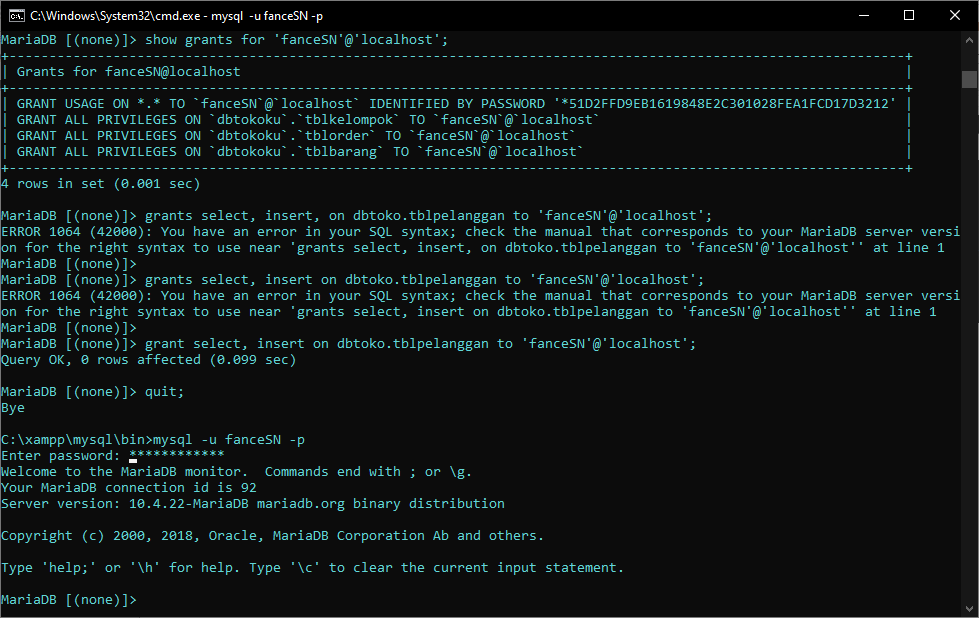 C:\Windows\System32\cmd.exe - mysql -u fanceSN -p
MariaDB [(none)]> show grants for 'fanceSN'@'localhost';
+----------------------------------------------------------------------------------------------------------------+
| Grants for fanceSN@localhost |
+----------------------------------------------------------------------------------------------------------------+
| GRANT USAGE ON *.* TO `fanceSN`@`localhost` IDENTIFIED BY PASSWORD '*51D2FFD9EB1619848E2C301028FEA1FCD17D3212' |
| GRANT ALL PRIVILEGES ON `dbtokoku`.`tblkelompok` TO `fanceSN`@`localhost` |
| GRANT ALL PRIVILEGES ON `dbtokoku`.`tblorder` TO `fanceSN`@`localhost` |
| GRANT ALL PRIVILEGES ON `dbtokoku`.`tblbarang` TO `fanceSN`@`localhost` |
+----------------------------------------------------------------------------------------------------------------+
4 rows in set (0.001 sec)
MariaDB [(none)]> grants select, insert, on dbtoko.tblpelanggan to 'fanceSN'@'localhost';
ERROR 1064 (42000): You have an error in your SQL syntax; check the manual that corresponds to your MariaDB server versi
on for the right syntax to use near 'grants select, insert, on dbtoko.tblpelanggan to 'fanceSN'@'localhost'' at line 1
MariaDB [(none)]>
MariaDB [(none)]> grants select, insert on dbtoko.tblpelanggan to 'fanceSN'@'localhost';
ERROR 1064 (42000): You have an error in your SQL syntax; check the manual that corresponds to your MariaDB server versi
on for the right syntax to use near 'grants select, insert on dbtoko.tblpelanggan to 'fanceSN'@'localhost'' at line 1
MariaDB [(none)]>
MariaDB [(none)]> grant select, insert on dbtoko.tblpelanggan to 'fanceSN'@'localhost';
Query OK, 0 rows affected (0.099 sec)
MariaDB [(none)]> quit;
Bye
C:\xampp\mysql\bin>mysql -u fanceSN -p
Enter password: ************
Welcome to the MariaDB monitor.  Commands end with ; or \g.
Your MariaDB connection id is 92
Server version: 10.4.22-MariaDB mariadb.org binary distribution
Copyright (c) 2000, 2018, Oracle, MariaDB Corporation Ab and others.
Type 'help;' or '\h' for help. Type '\c' to clear the current input statement.
MariaDB [(none)]>